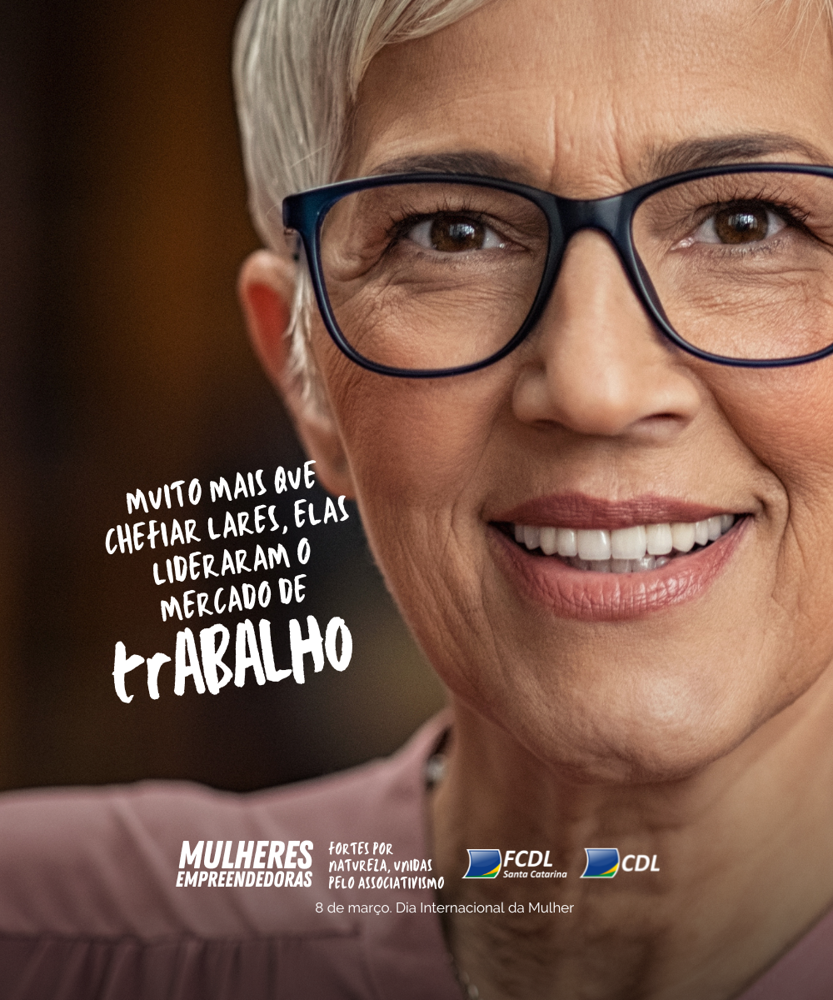 MUITO MAIS QUE
CHEFIAR LARES, ELAS
LIDERARAM O
MERCADO DE
trABALHO
MULHERES
EMPREENDEDORAS
FORTES POR
NATUREZA, UNIDAS
PELO ASSOCIATIVISMO
FCDL
Santa Catarina
CDL
8 de março. Dia Internacional da Mulher